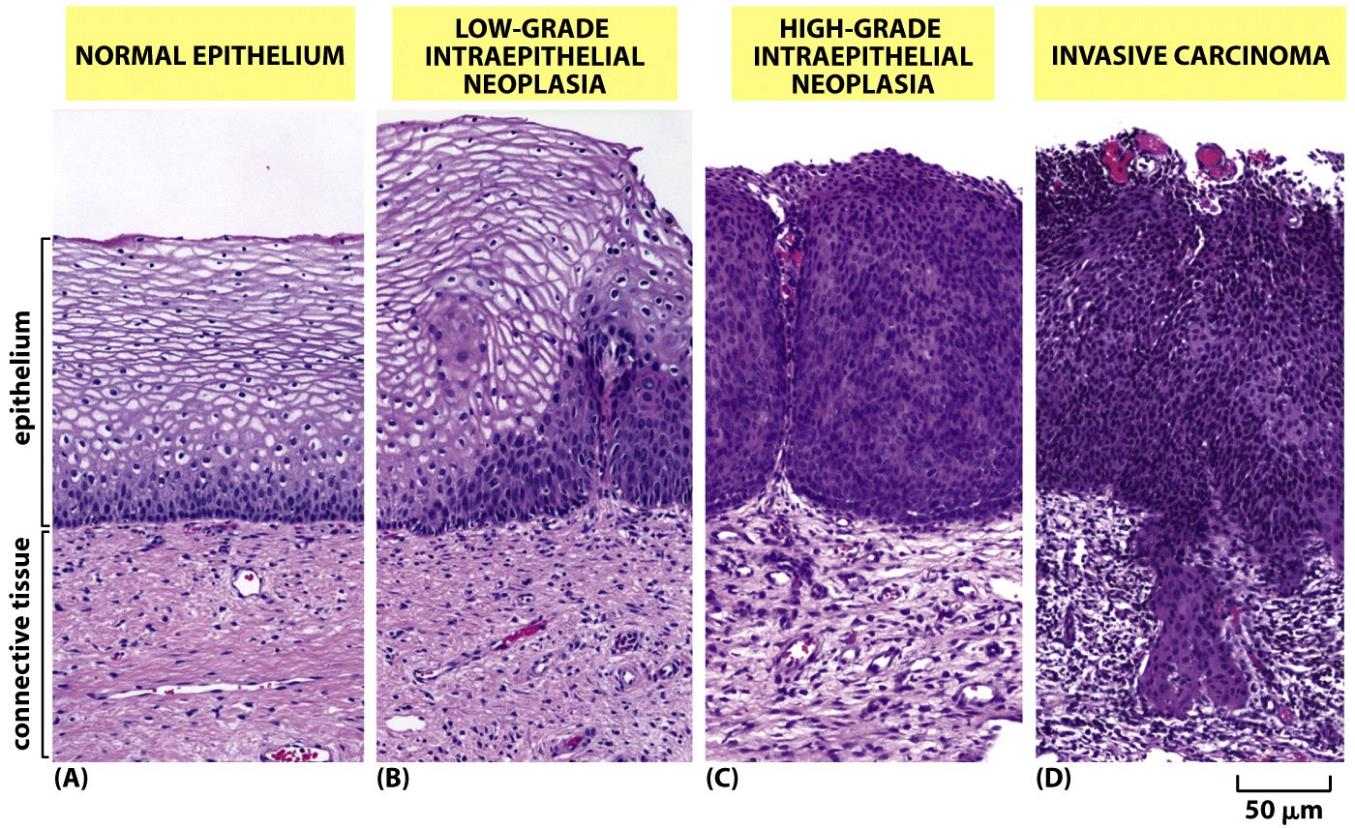 NORMAL EPITHELIUM
LOW-GRADE
INTRAEPITHELIAL
NEOPLASIA
HIGH-GRADE
INTRAEPITHELIAL
NEOPLASIA
INVASIVE CARCINOMA
epithelium
connective tissue
(A)
(B)
(C)
(D)
50 μm